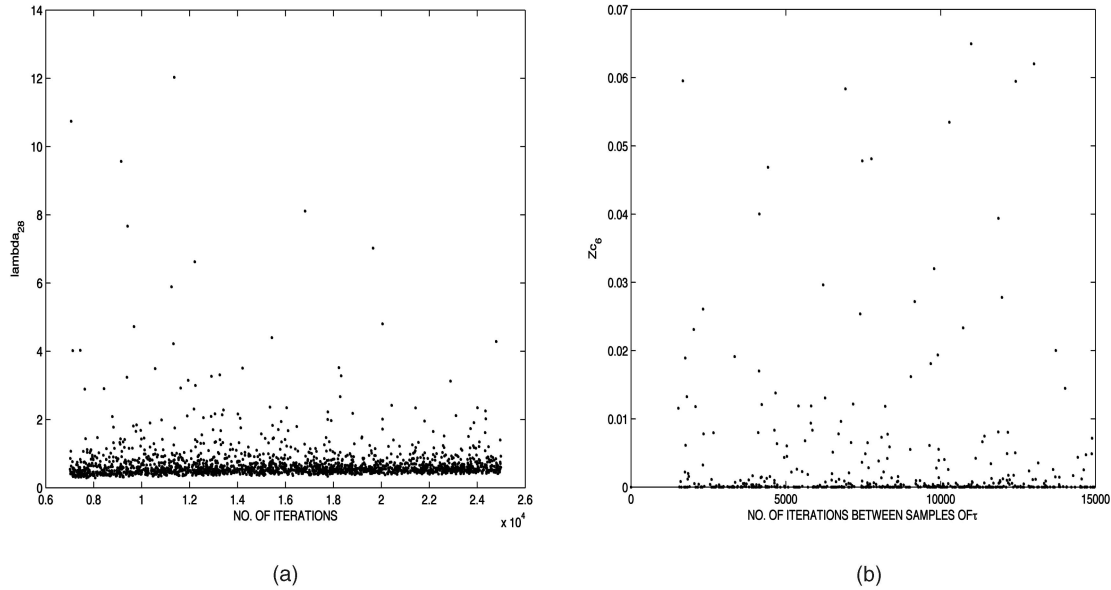 14
12
10
8
6
4
2
0
lambda28
0.6 0.8 1 1.2 1.4 1.6 1.8 2 2.2 2.4 2.6
NO. OF ITERATIONS
x 10^4
(a)
0.07
0.06
0.05
0.04
0.03
0.02
0.01
0
Zc6
0 5000 10000 15000
NO. OF ITERATIONS BETWEEN SAMPLES OFτ
(b)